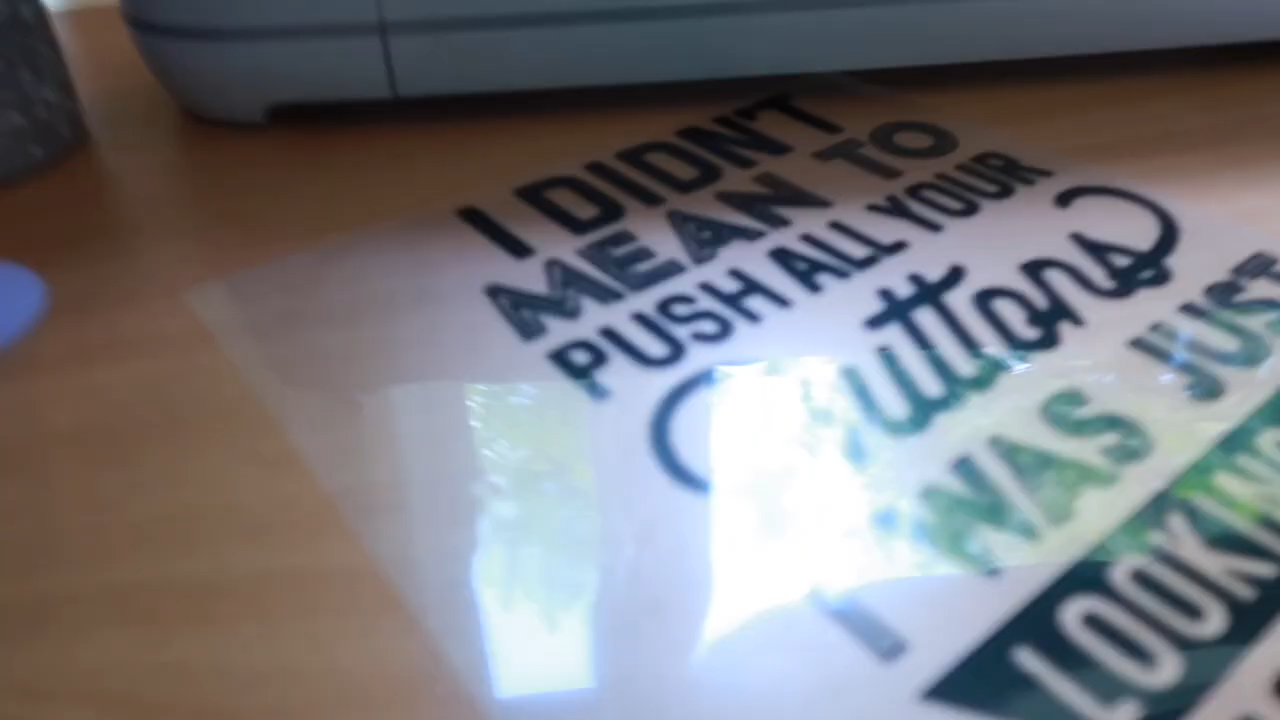 I DIDN'T
MEAN TO
PUSH ALL YOUR
Buttons
I WAS JUST
LOOKING